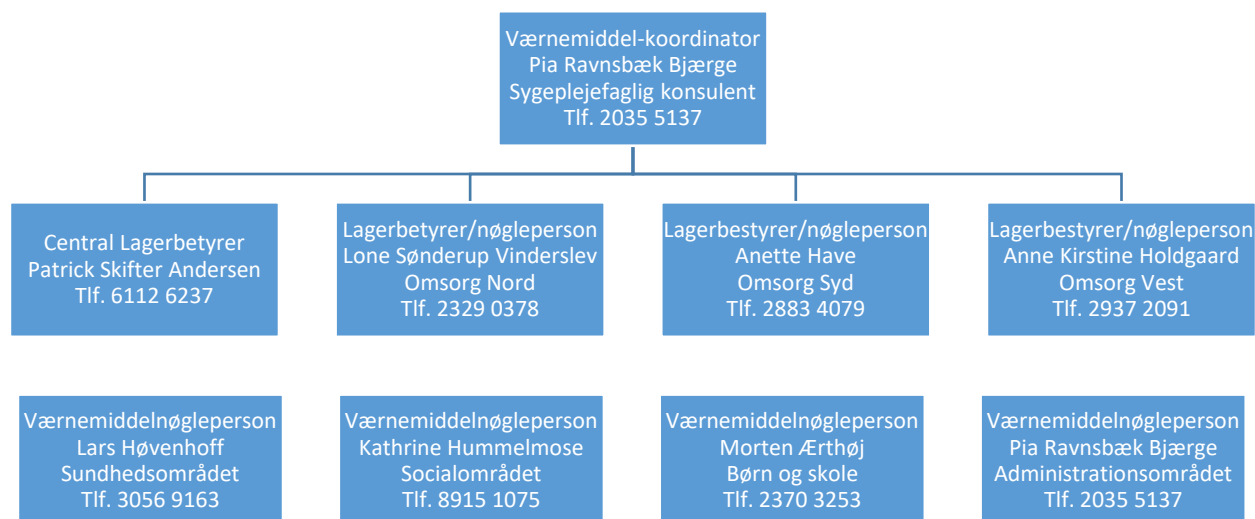 Værnemiddel-koordinator
Pia Ravnsbæk Bjærge
Sygeplejefaglig konsulent
Tlf. 2035 5137
Central Lagerbetyrer
Patrick Skifter Andersen
Tlf. 6112 6237
Lagerbetyrer/nøgleperson
Lone Sønderup Vinderslev
Omsorg Nord
Tlf. 2329 0378
Lagerbestyrer/nøgleperson
Anette Have
Omsorg Syd
Tlf. 2883 4079
Lagerbestyrer/nøgleperson
Anne Kirstine Holdgaard
Omsorg Vest
Tlf. 2937 2091
Værnemiddelnøgleperson
Lars Høvenhoff
Sundhedsområdet
Tlf. 3056 9163
Værnemiddelnøgleperson
Kathrine Hummelmose
Socialområdet
Tlf. 8915 1075
Værnemiddelnøgleperson
Morten Ærthøj
Børn og skole
Tlf. 2370 3253
Værnemiddelnøgleperson
Pia Ravnsbæk Bjærge
Administrationsområdet
Tlf. 2035 5137